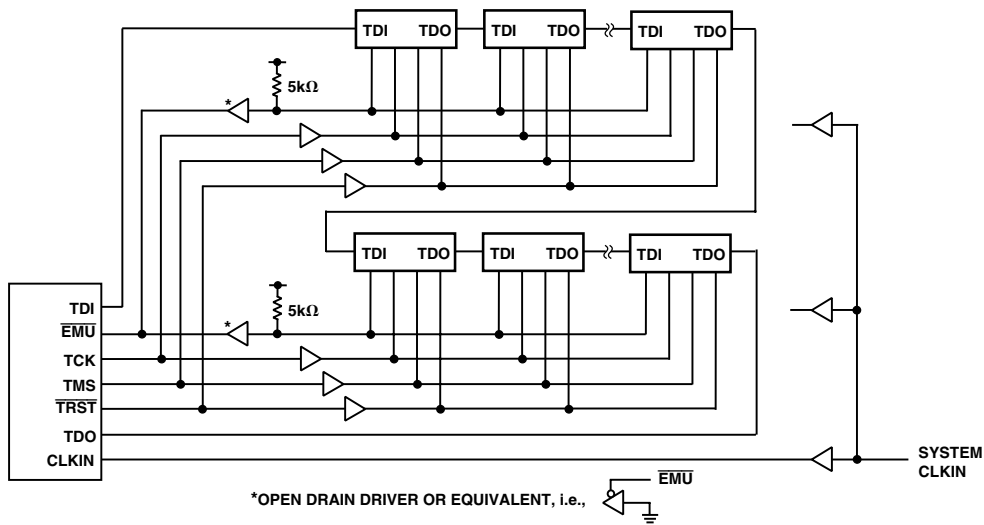 TDI TDO TDI TDO TDI TDO
5kΩ
*
TDI TDO TDI TDO TDI TDO
5kΩ
*
TDI
EMU
TCK
TMS
TRST
TDO
CLKIN
SYSTEM
CLKIN
*OPEN DRAIN DRIVER OR EQUIVALENT, i.e.,
EMU